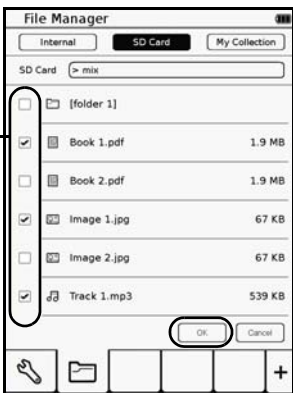 File Manager
Internal SD Card My Collection
SD Card > mix
[folder 1]
Book 1.pdf 1.9 MB
Book 2.pdf 1.9 MB
Image 1.jpg 67 KB
Image 2.jpg 67 KB
Track 1.mp3 539 KB
OK Cancel
+